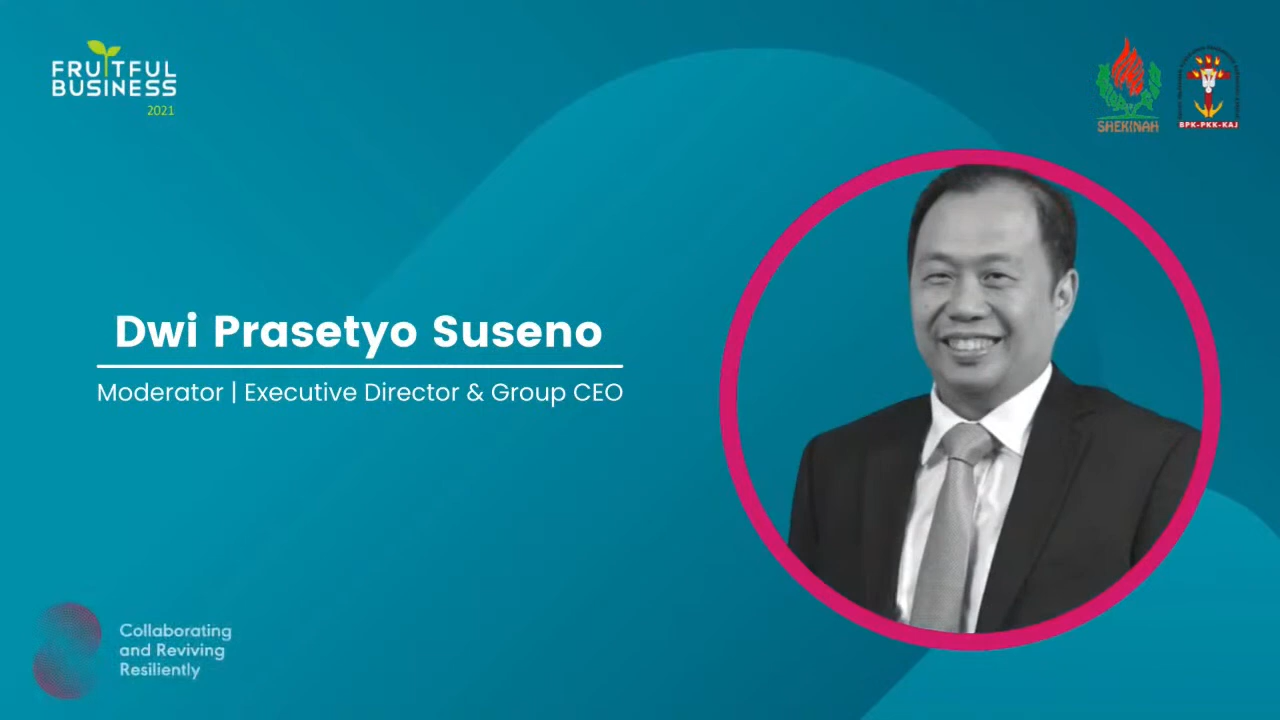 FRUITFUL
BUSINESS
2021
SHEKINAH
BPK-PKK-KAJ
Dwi Prasetyo Suseno
Moderator | Executive Director & Group CEO
Collaborating
and Reviving
Resiliently